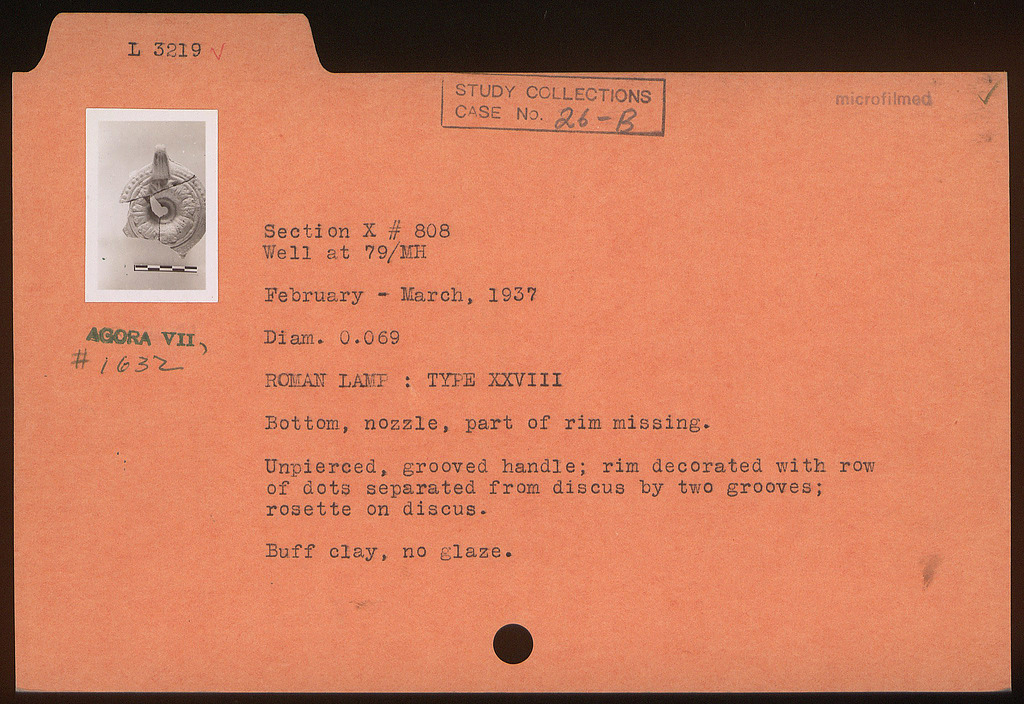 L 3219 ✓
STUDY COLLECTIONS
CASE No. 26-B
microfilmed ✓
Section X # 808
Well at 79/MH
February - March, 1937
AGORA VII,
# 1632
Diam. 0.069
ROMAN LAMP : TYPE XXVIII
Bottom, nozzle, part of rim missing.
Unpierced, grooved handle; rim decorated with row
of dots separated from discus by two grooves;
rosette on discus.
Buff clay, no glaze.